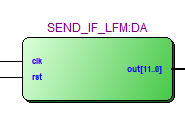 SEND_IF_LFM:DA
clk
rst
out[11..0]